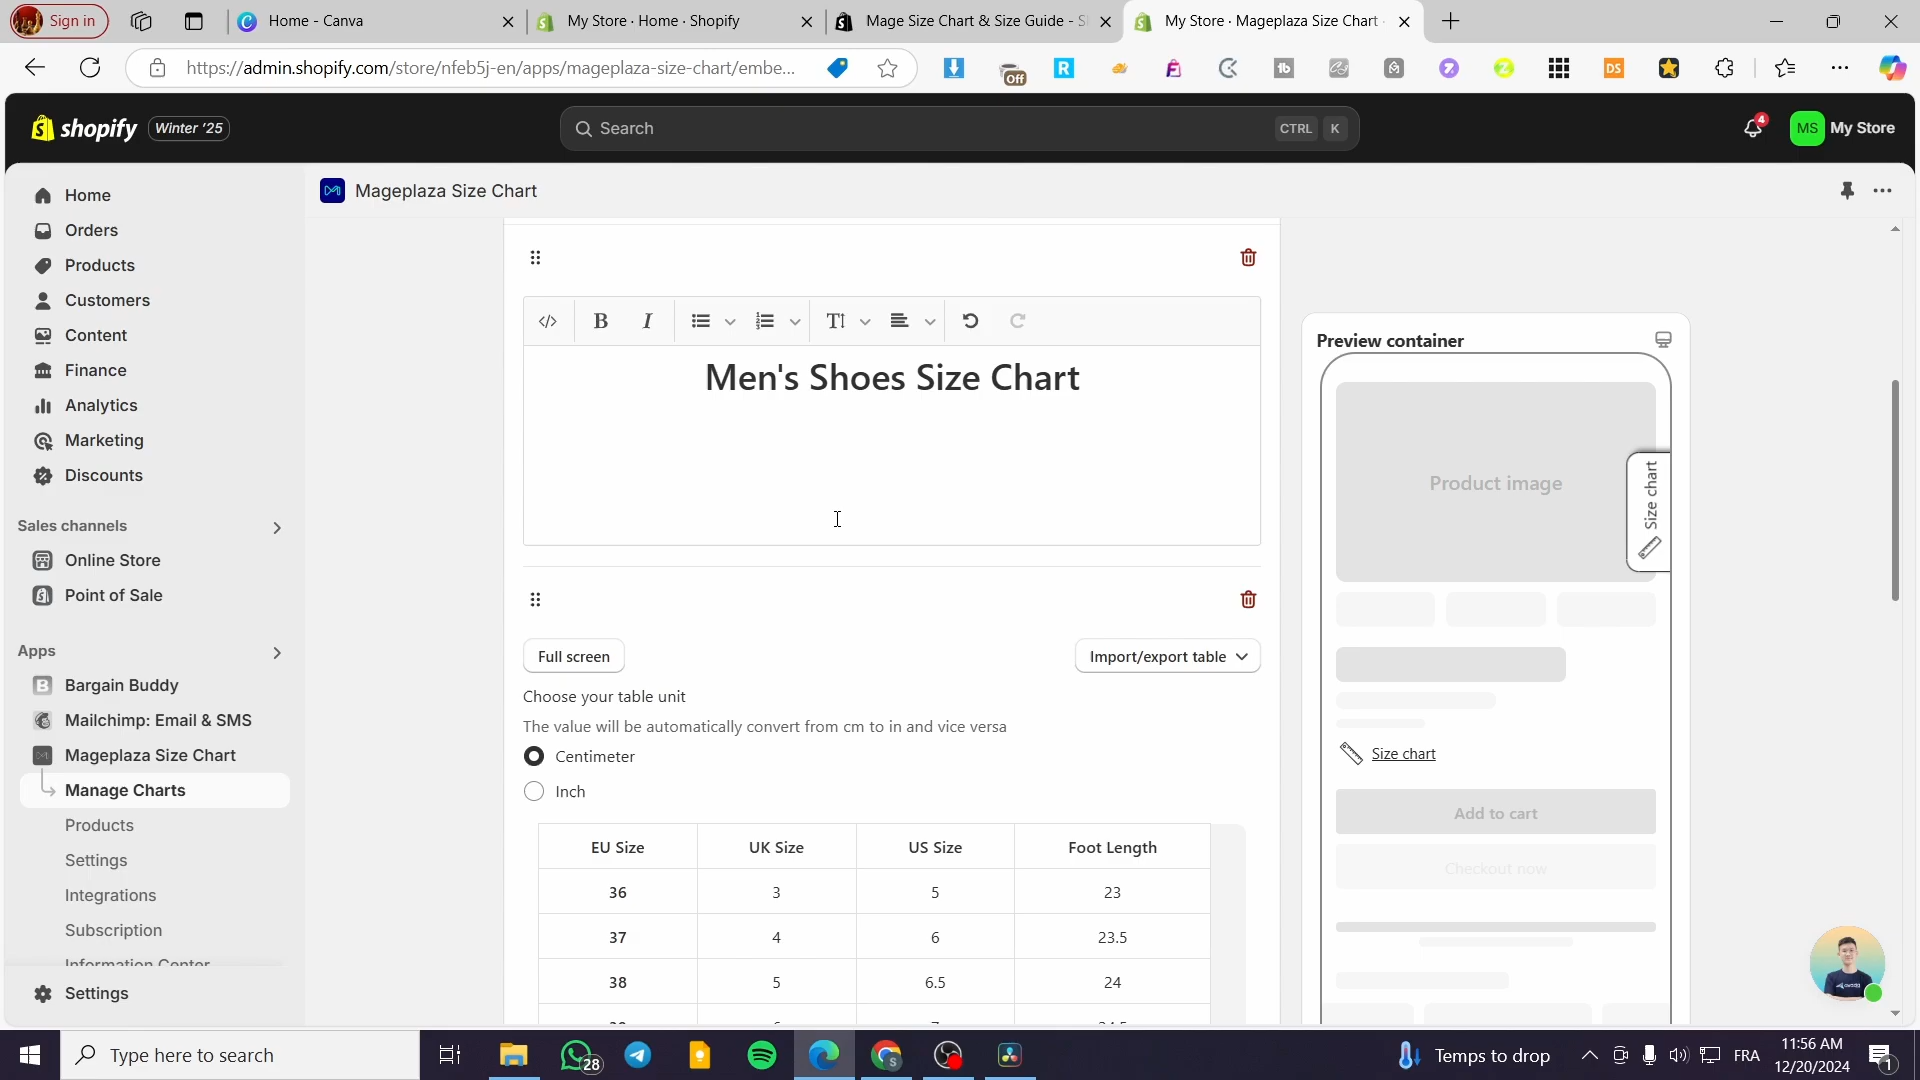 Sign in
Home - Canva
My Store · Home · Shopify
Mage Size Chart & Size Guide - S
My Store · Mageplaza Size Chart ·
https://admin.shopify.com/store/nfeb5j-en/apps/mageplaza-size-chart/embe...
Off
shopify
Winter '25
Search
CTRL
K
4
MS
My Store
Home
Orders
Products
Customers
Content
Finance
Analytics
Marketing
Discounts
Sales channels
Online Store
Point of Sale
Apps
Bargain Buddy
Mailchimp: Email & SMS
Mageplaza Size Chart
Manage Charts
Products
Settings
Integrations
Subscription
Information Center
Settings
Mageplaza Size Chart
Men's Shoes Size Chart
Full screen
Import/export table
Choose your table unit
The value will be automatically convert from cm to in and vice versa
Centimeter
Inch
EU Size UK Size US Size Foot Length
36 3 5 23
37 4 6 23.5
38 5 6.5 24
Preview container
Product image
Size chart
Size chart
Add to cart
Checkout now
Type here to search
28
Temps to drop
FRA
11:56 AM
12/20/2024
1